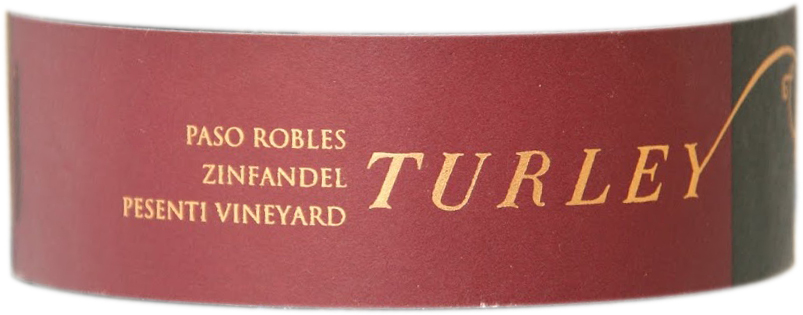 PASO ROBLES
ZINFANDEL
PESENTI VINEYARD
TURLEY